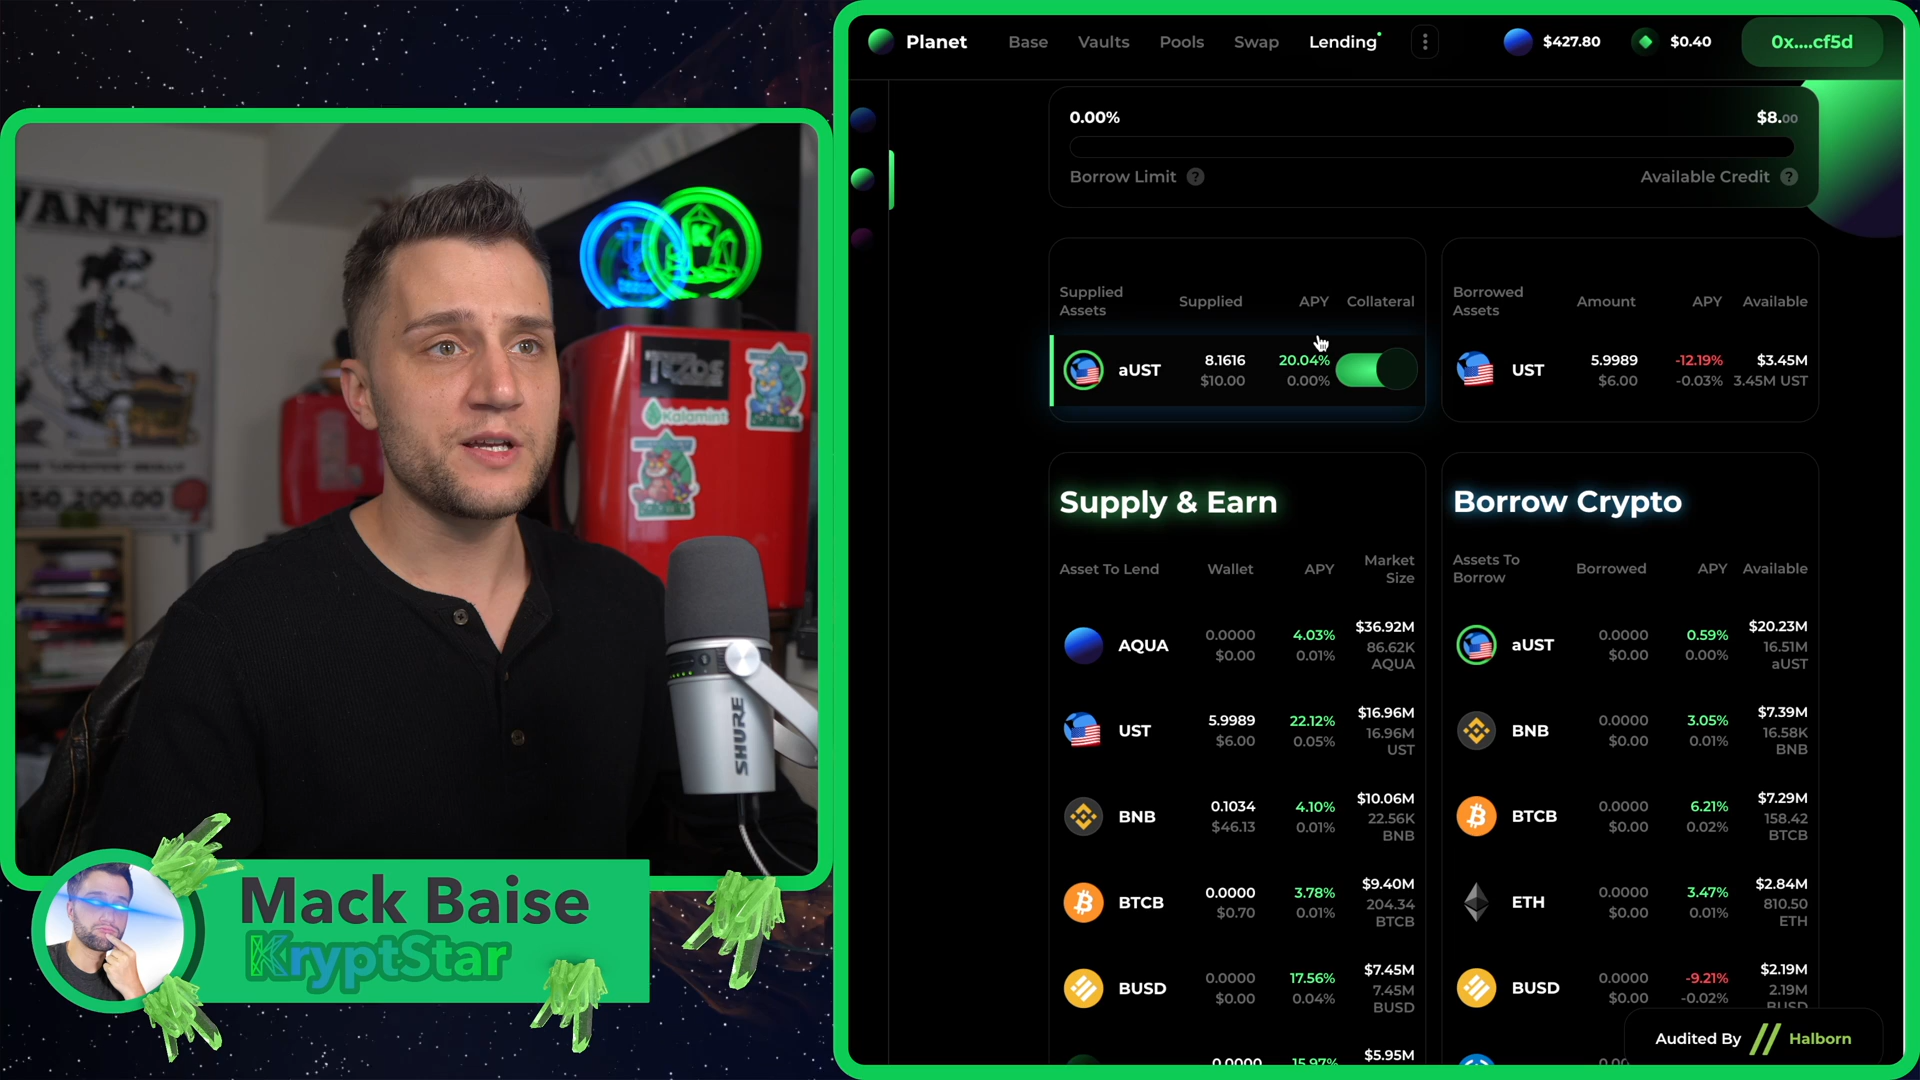 Planet
Base
Vaults
Pools
Swap
Lending
$427.80
$0.40
0x....cf5d
0.00%
$8.00
Borrow Limit ?
Available Credit ?
Supplied Assets
Supplied
APY
Collateral
aUST
8.1616
$10.00
20.04%
0.00%
Borrowed Assets
Amount
APY
Available
UST
5.9989
$6.00
-12.19%
-0.03%
$3.45M
3.45M UST
Supply & Earn
Asset To Lend
Wallet
APY
Market Size
AQUA
0.0000
$0.00
4.03%
0.01%
$36.92M
86.62K
AQUA
UST
5.9989
$6.00
22.12%
0.05%
$16.96M
16.96M
UST
BNB
0.1034
$46.13
4.10%
0.01%
$10.06M
22.56K
BNB
BTCB
0.0000
$0.70
3.78%
0.01%
$9.40M
204.34
BTCB
BUSD
0.0000
$0.00
17.56%
0.04%
$7.45M
7.45M
BUSD
0.0000
15.97%
$5.95M
Borrow Crypto
Assets To Borrow
Borrowed
APY
Available
aUST
0.0000
$0.00
0.59%
0.00%
$20.23M
16.51M
aUST
BNB
0.0000
$0.00
3.05%
0.01%
$7.39M
16.58K
BNB
BTCB
0.0000
$0.00
6.21%
0.02%
$7.29M
158.42
BTCB
ETH
0.0000
$0.00
3.47%
0.01%
$2.84M
810.50
ETH
BUSD
0.0000
$0.00
-9.21%
-0.02%
$2.19M
2.19M
BUSD
Audited By
Halborn
WANTED
TEZOS
Kalamint
SHURE
Mack Baise
KryptStar